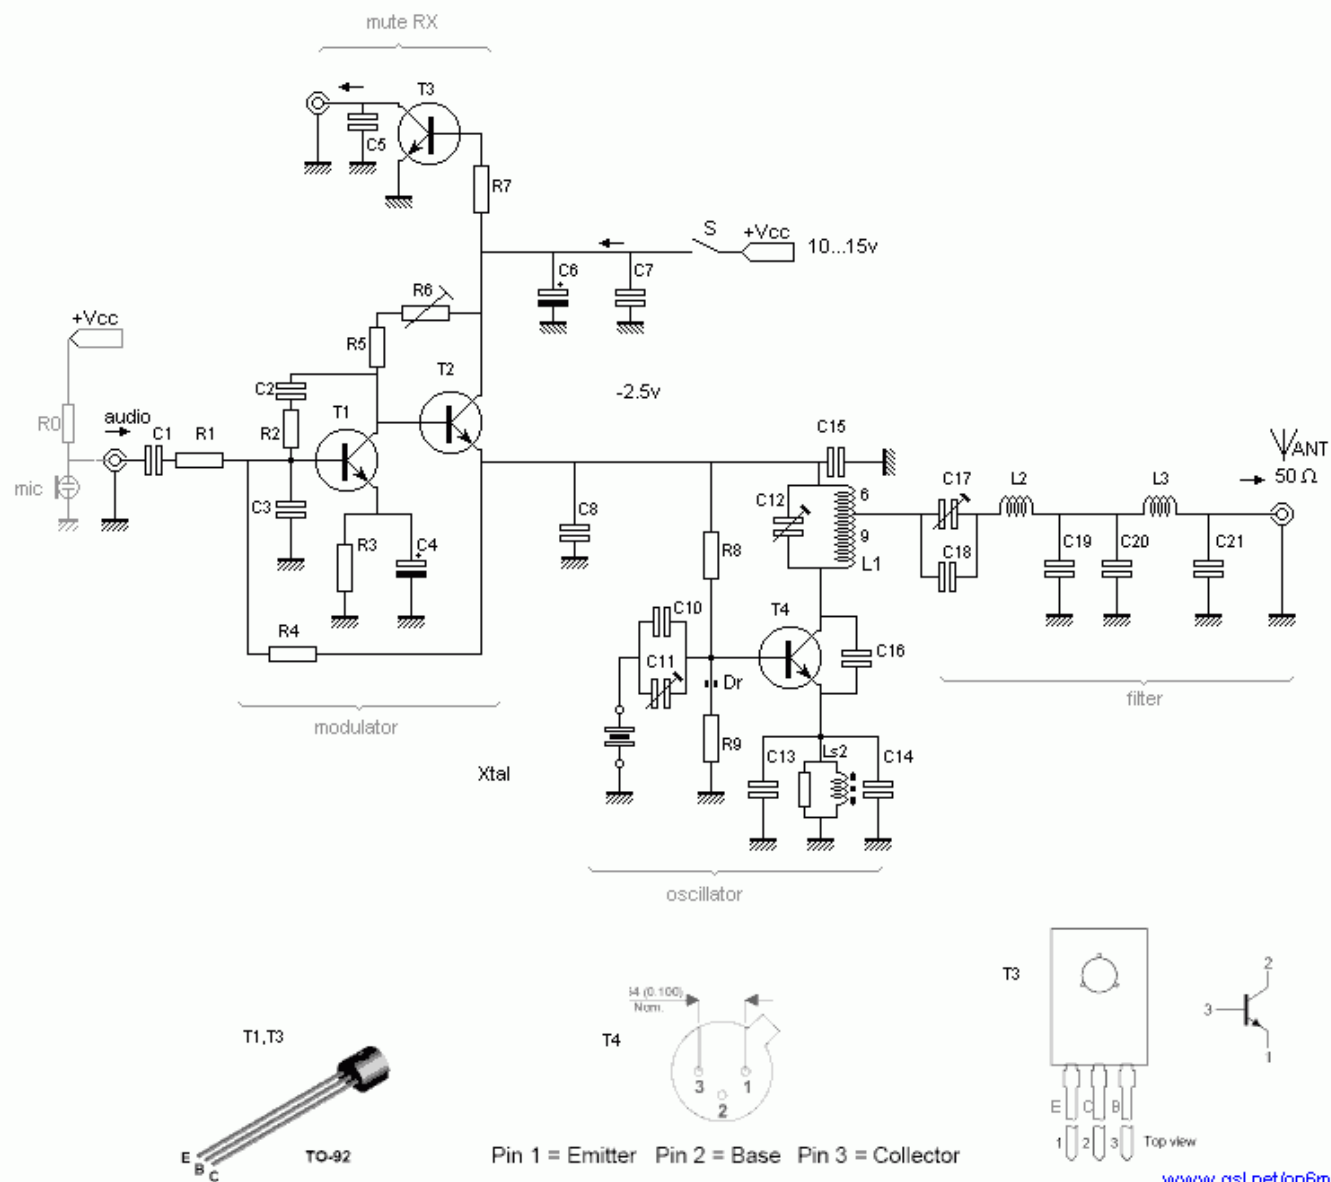 mute RX
T3
C5
R7
S
+Vcc
10...15v
C6
+
C7
R6
+Vcc
R5
T2
C2
-2.5v
R0
audio
T1
C1
R1
R2
C15
ANT
50 Ω
mic
C3
6
C17
L2
L3
C12
R3
C4
+
C8
R8
9
L1
C18
C19
C20
C21
R4
C10
T4
C11
C16
Dr
modulator
filter
R9
C13
Ls2
C14
Xtal
oscillator
T3
2
3
1
(0.100)
Nom.
T1,T3
T4
3
1
2
E
C
B
1
2
3
Top view
E
B
C
TO-92
Pin 1 = Emitter Pin 2 = Base Pin 3 = Collector